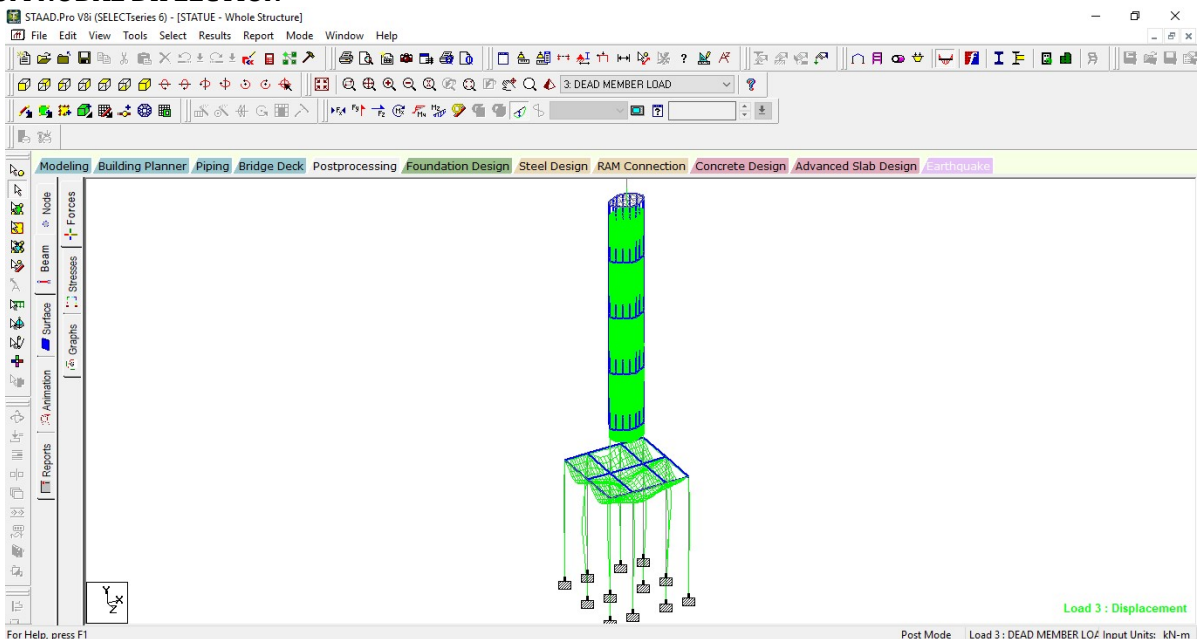 STAAD.Pro V8i (SELECTseries 6) - [STATUE - Whole Structure]
File Edit View Tools Select Results Report Mode Window Help
3: DEAD MEMBER LOAD
Modeling Building Planner Piping Bridge Deck Postprocessing Foundation Design Steel Design RAM Connection Concrete Design Advanced Slab Design Earthquake
Node
Beam
Surface
Animation
Reports
Forces
Stresses
Graphs
Y
X
Z
Load 3 : Displacement
For Help, press F1
Post Mode Load 3 : DEAD MEMBER LOA Input Units: kN-m